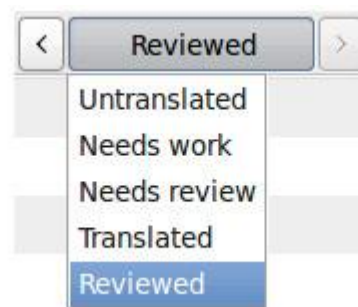 < Reviewed >
Untranslated
Needs work
Needs review
Translated
Reviewed